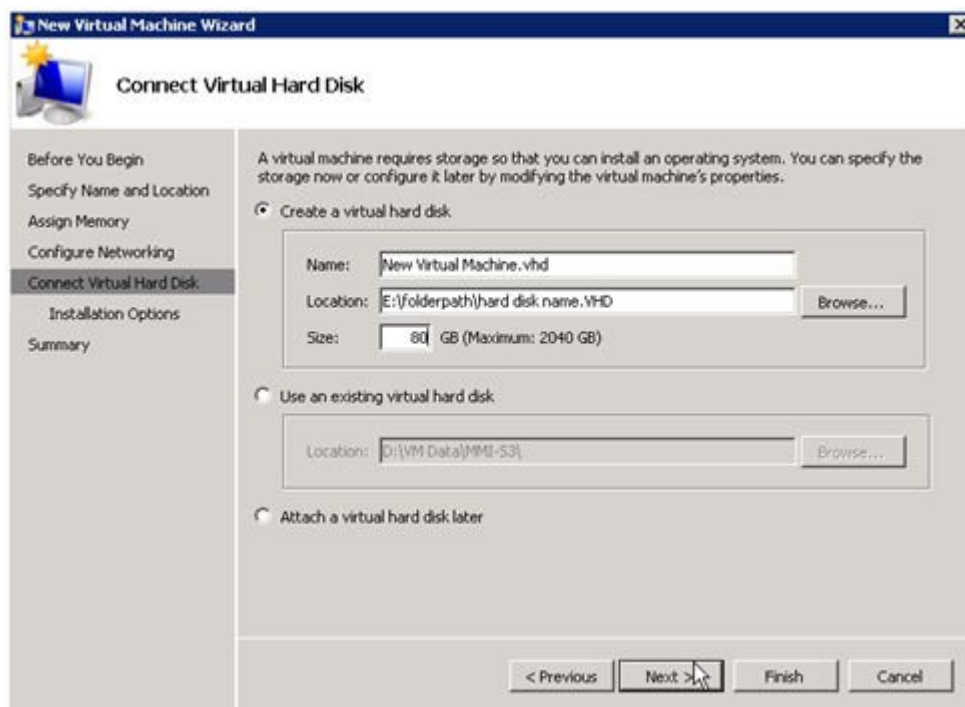 New Virtual Machine Wizard
Connect Virtual Hard Disk
Before You Begin
Specify Name and Location
Assign Memory
Configure Networking
Connect Virtual Hard Disk
Installation Options
Summary
A virtual machine requires storage so that you can install an operating system. You can specify the
storage now or configure it later by modifying the virtual machine's properties.
Create a virtual hard disk
Name: New Virtual Machine.vhd
Location: E:\folderpath\hard disk name.VHD Browse...
Size: 80 GB (Maximum: 2040 GB)
Use an existing virtual hard disk
Location: D:\VM Data\MMI-S3\ Browse...
Attach a virtual hard disk later
< Previous Next > Finish Cancel